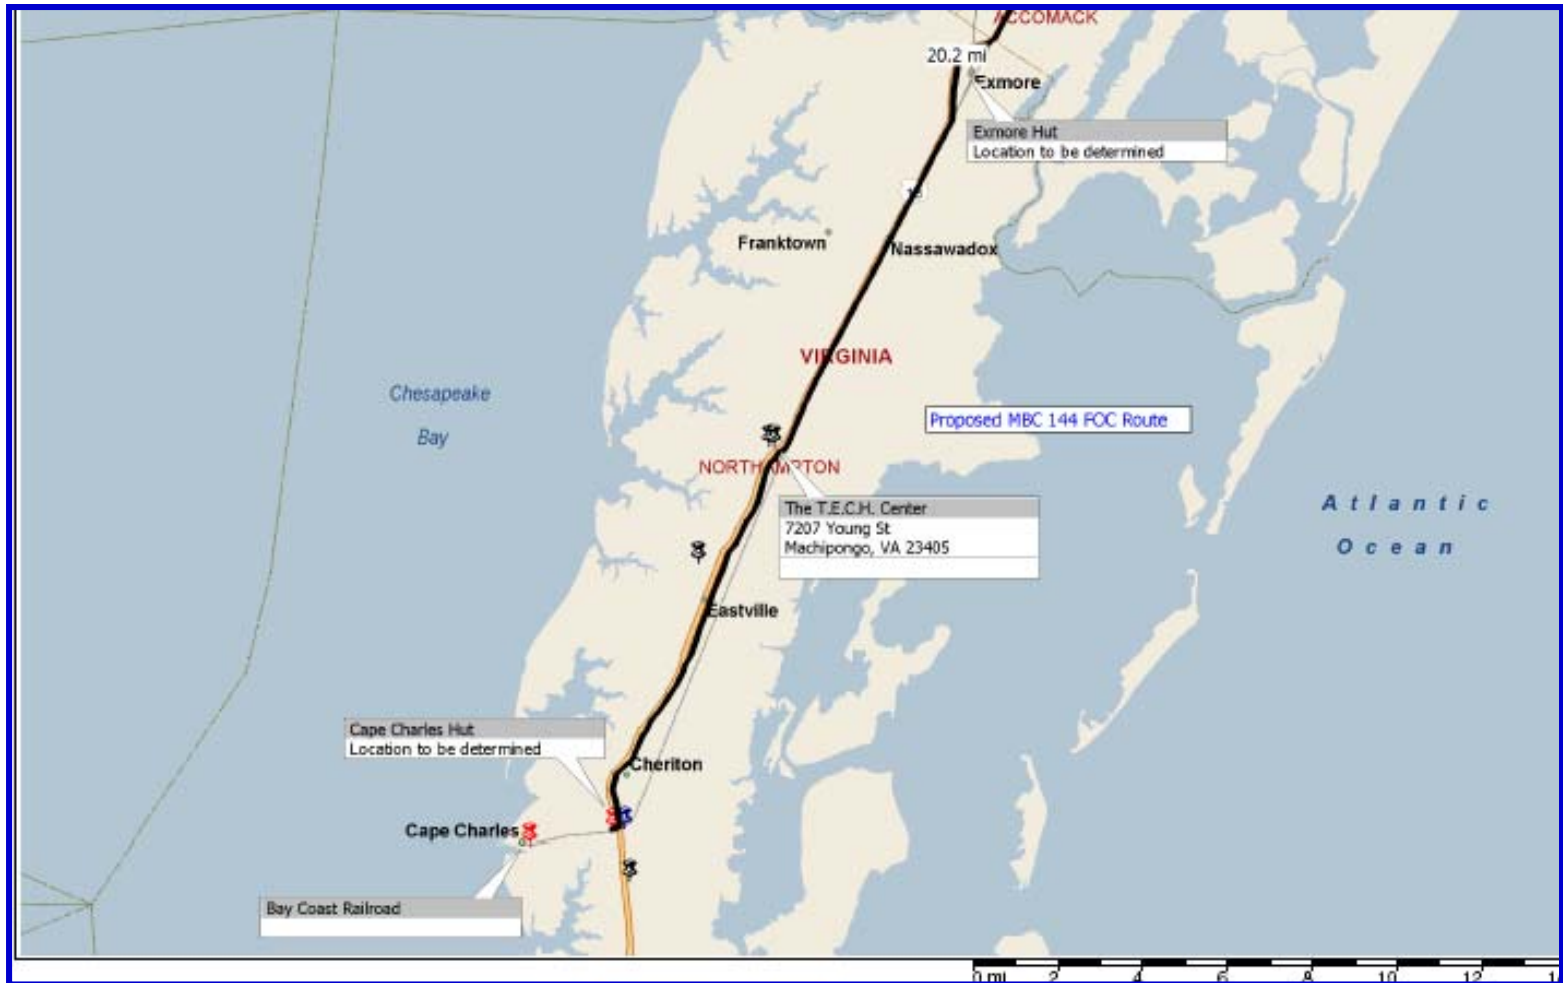 ACCOMACK
20.2 mi
Exmore
Exmore Hut
Location to be determined
Franktown
Nassawadox
VIRGINIA
Chesapeake
Bay
Proposed MBC 144 FOC Route
NORTHAMPTON
The T.E.C.H. Center
7207 Young St
Machipongo, VA 23405
Atlantic
Ocean
Eastville
Cape Charles Hut
Location to be determined
Cheriton
Cape Charles
Bay Coast Railroad
0 mi 2 4 6 8 10 12